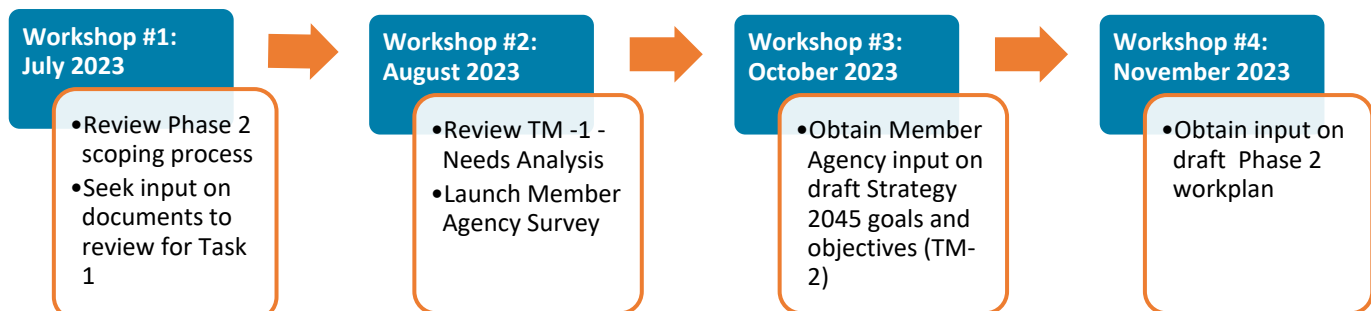 Workshop #1:
July 2023
•Review Phase 2
scoping process
•Seek input on
documents to
review for Task
1
Workshop #2:
August 2023
•Review TM -1 -
Needs Analysis
•Launch Member
Agency Survey
Workshop #3:
October 2023
•Obtain Member
Agency input on
draft Strategy
2045 goals and
objectives (TM-
2)
Workshop #4:
November 2023
•Obtain input on
draft  Phase 2
workplan